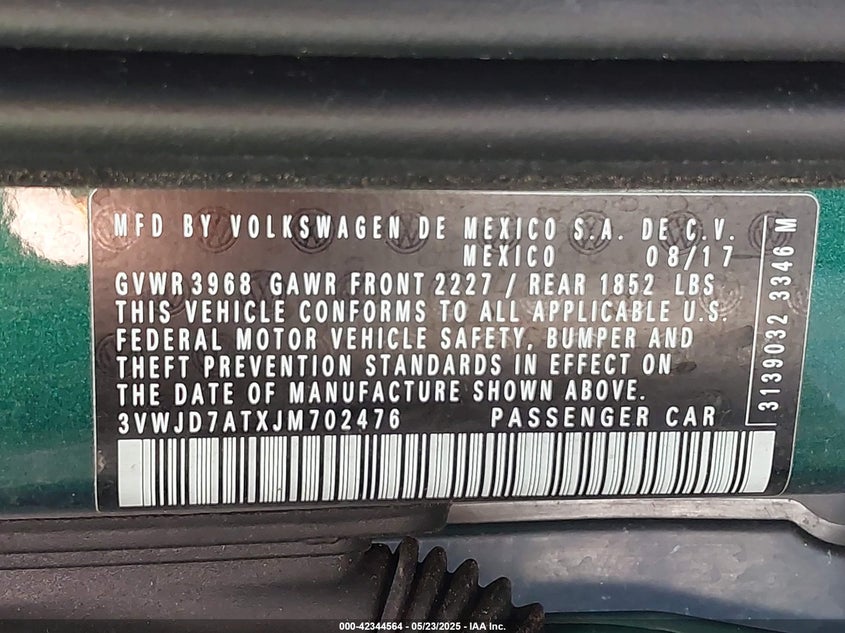 MFD BY VOLKSWAGEN DE MEXICO S.A. DE C.V.
MEXICO 08/17
GVWR 3968 GAWR FRONT 2227 / REAR 1852 LBS
THIS VEHICLE CONFORMS TO ALL APPLICABLE U.S.
FEDERAL MOTOR VEHICLE SAFETY, BUMPER AND
THEFT PREVENTION STANDARDS IN EFFECT ON
THE DATE OF MANUFACTURE SHOWN ABOVE.
3VWJD7ATXJM702476 PASSENGER CAR
3139032 3346 M
000-42344564 - 05/23/2025 - IAA Inc.